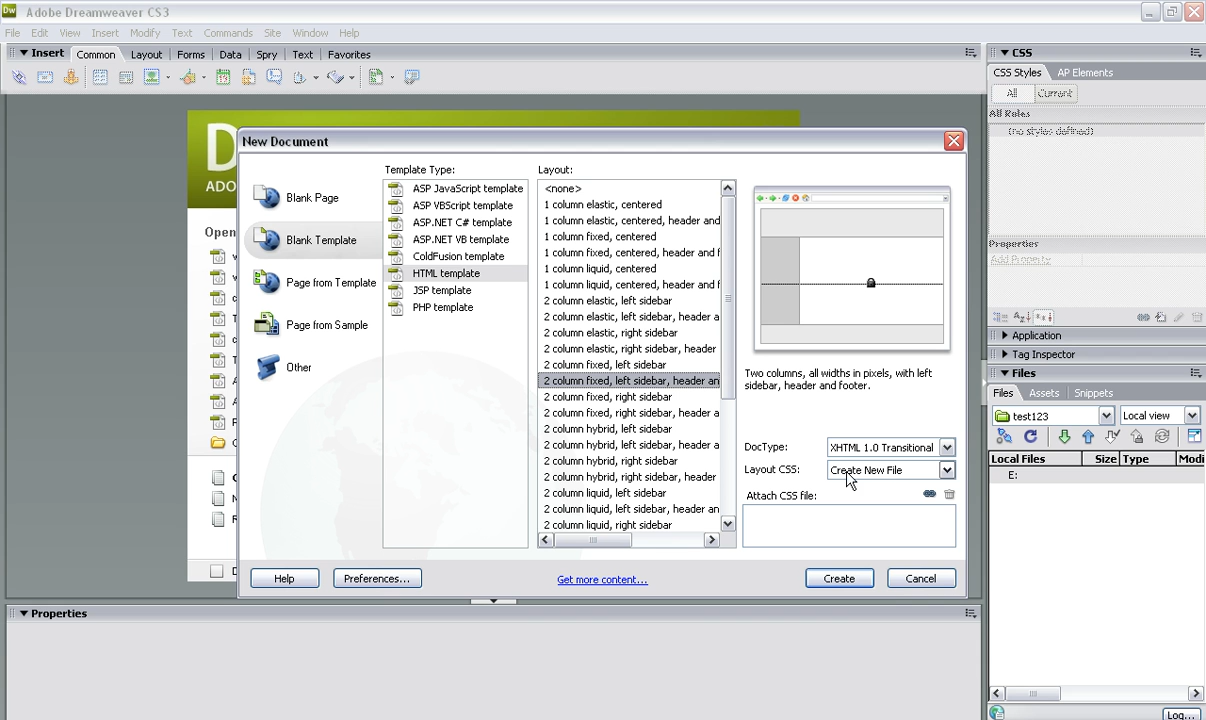 Dw Adobe Dreamweaver CS3
File Edit View Insert Modify Text Commands Site Window Help
Insert Common Layout Forms Data Spry Text Favorites
CSS
CSS Styles AP Elements
All Current
All Rules
(no styles defined)
Properties
Add Property
Application
Tag Inspector
Files
Files Assets Snippets
test123 Local view
Local Files Size Type Modi
E:
Log...
D
ADO
Open
New Document
Blank Page
Blank Template
Page from Template
Page from Sample
Other
Template Type:
ASP JavaScript template
ASP VBScript template
ASP.NET C# template
ASP.NET VB template
ColdFusion template
HTML template
JSP template
PHP template
Layout:
<none>
1 column elastic, centered
1 column elastic, centered, header and
1 column fixed, centered
1 column fixed, centered, header and f
1 column liquid, centered
1 column liquid, centered, header and f
2 column elastic, left sidebar
2 column elastic, left sidebar, header a
2 column elastic, right sidebar
2 column elastic, right sidebar, header
2 column fixed, left sidebar
2 column fixed, left sidebar, header an
2 column fixed, right sidebar
2 column fixed, right sidebar, header a
2 column hybrid, left sidebar
2 column hybrid, left sidebar, header a
2 column hybrid, right sidebar
2 column hybrid, right sidebar, header
2 column liquid, left sidebar
2 column liquid, left sidebar, header an
2 column liquid, right sidebar
Two columns, all widths in pixels, with left
sidebar, header and footer.
DocType: XHTML 1.0 Transitional
Layout CSS: Create New File
Attach CSS file:
Help Preferences... Get more content... Create Cancel
Properties